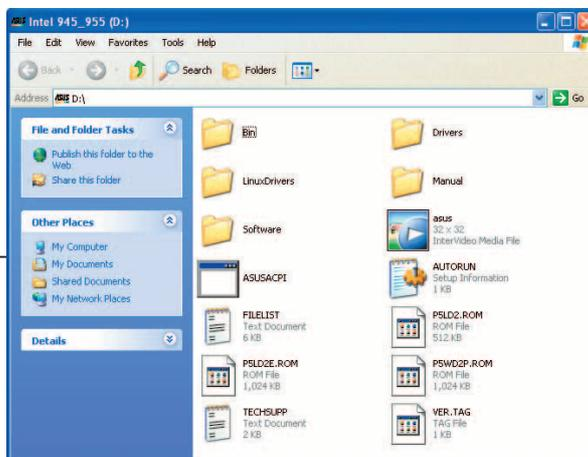 Intel 945_955 (D:)
File Edit View Favorites Tools Help
Back Search Folders
Address D:\ Go
File and Folder Tasks
Publish this folder to the
Web
Share this folder
Other Places
My Computer
My Documents
Shared Documents
My Network Places
Details
Bin
Drivers
LinuxDrivers
Manual
Software
asus
32 x 32
InterVideo Media File
ASUSACPI
AUTORUN
Setup Information
1 KB
FILELIST
Text Document
6 KB
P5LD2.ROM
ROM File
512 KB
P5LD2E.ROM
ROM File
1,024 KB
P5WD2P.ROM
ROM File
1,024 KB
TECHSUPP
Text Document
2 KB
VER.TAG
TAG File
1 KB